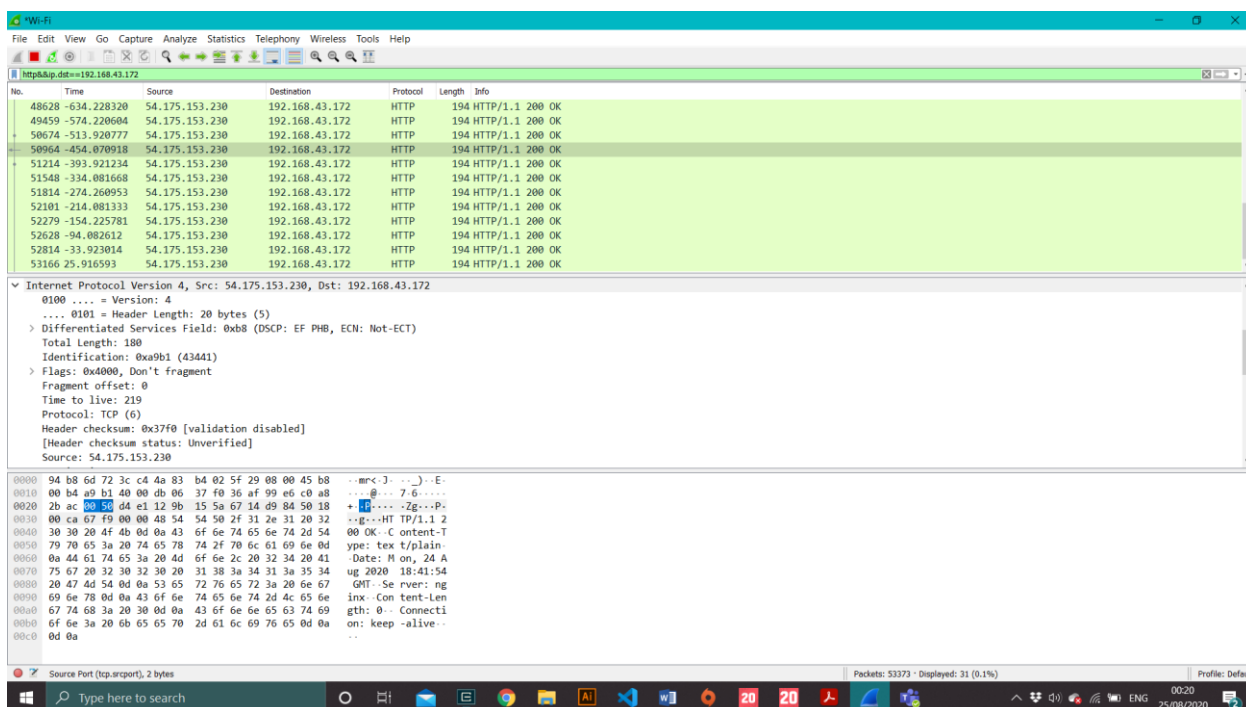 *Wi-Fi
File Edit View Go Capture Analyze Statistics Telephony Wireless Tools Help
http&&ip.dst==192.168.43.172
No. Time Source Destination Protocol Length Info
48628 -634.228320 54.175.153.230 192.168.43.172 HTTP 194 HTTP/1.1 200 OK
49459 -574.220604 54.175.153.230 192.168.43.172 HTTP 194 HTTP/1.1 200 OK
50674 -513.920777 54.175.153.230 192.168.43.172 HTTP 194 HTTP/1.1 200 OK
50964 -454.070918 54.175.153.230 192.168.43.172 HTTP 194 HTTP/1.1 200 OK
51214 -393.921234 54.175.153.230 192.168.43.172 HTTP 194 HTTP/1.1 200 OK
51548 -334.081668 54.175.153.230 192.168.43.172 HTTP 194 HTTP/1.1 200 OK
51814 -274.260953 54.175.153.230 192.168.43.172 HTTP 194 HTTP/1.1 200 OK
52101 -214.081333 54.175.153.230 192.168.43.172 HTTP 194 HTTP/1.1 200 OK
52279 -154.225781 54.175.153.230 192.168.43.172 HTTP 194 HTTP/1.1 200 OK
52628 -94.082612 54.175.153.230 192.168.43.172 HTTP 194 HTTP/1.1 200 OK
52814 -33.923014 54.175.153.230 192.168.43.172 HTTP 194 HTTP/1.1 200 OK
53166 25.916593 54.175.153.230 192.168.43.172 HTTP 194 HTTP/1.1 200 OK
Internet Protocol Version 4, Src: 54.175.153.230, Dst: 192.168.43.172
0100 .... = Version: 4
.... 0101 = Header Length: 20 bytes (5)
> Differentiated Services Field: 0xb8 (DSCP: EF PHB, ECN: Not-ECT)
Total Length: 180
Identification: 0xa9b1 (43441)
> Flags: 0x4000, Don't fragment
Fragment offset: 0
Time to live: 219
Protocol: TCP (6)
Header checksum: 0x37f0 [validation disabled]
[Header checksum status: Unverified]
Source: 54.175.153.230
0000 94 b8 6d 72 3c c4 4a 83 b4 02 5f 29 08 00 45 b8 ··mr<·J· ··_)··E·
0010 00 b4 a9 b1 40 00 db 06 37 f0 36 af 99 e6 c0 a8 ····@··· 7·6·····
0020 2b ac 00 50 d4 e1 12 9b 15 5a 67 14 d9 84 50 18 +··P···· ·Zg···P·
0030 00 ca 67 f9 00 00 48 54 54 50 2f 31 2e 31 20 32 ··g···HT TP/1.1 2
0040 30 30 20 4f 4b 0d 0a 43 6f 6e 74 65 6e 74 2d 54 00 OK··C ontent-T
0050 79 70 65 3a 20 74 65 78 74 2f 70 6c 61 69 6e 0d ype: tex t/plain·
0060 0a 44 61 74 65 3a 20 4d 6f 6e 2c 20 32 34 20 41 ·Date: M on, 24 A
0070 75 67 20 32 30 32 30 20 31 38 3a 34 31 3a 35 34 ug 2020 18:41:54
0080 20 47 4d 54 0d 0a 53 65 72 76 65 72 3a 20 6e 67 GMT··Se rver: ng
0090 69 6e 78 0d 0a 43 6f 6e 74 65 6e 74 2d 4c 65 6e inx··Con tent-Len
00a0 67 74 68 3a 20 30 0d 0a 43 6f 6e 6e 65 63 74 69 gth: 0·· Connecti
00b0 6f 6e 3a 20 6b 65 65 70 2d 61 6c 69 76 65 0d 0a on: keep -alive··
00c0 0d 0a ··
Source Port (tcp.srcport), 2 bytes Packets: 53373 · Displayed: 31 (0.1%) Profile: Defau
Type here to search Ai W 20 20 ENG 00:20
25/08/2020 2